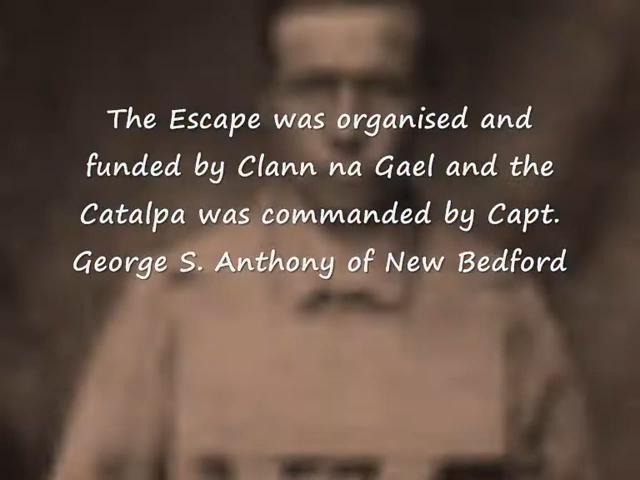 The Escape was organised and
funded by Clann na Gael and the
Catalpa was commanded by Capt.
George S. Anthony of New Bedford